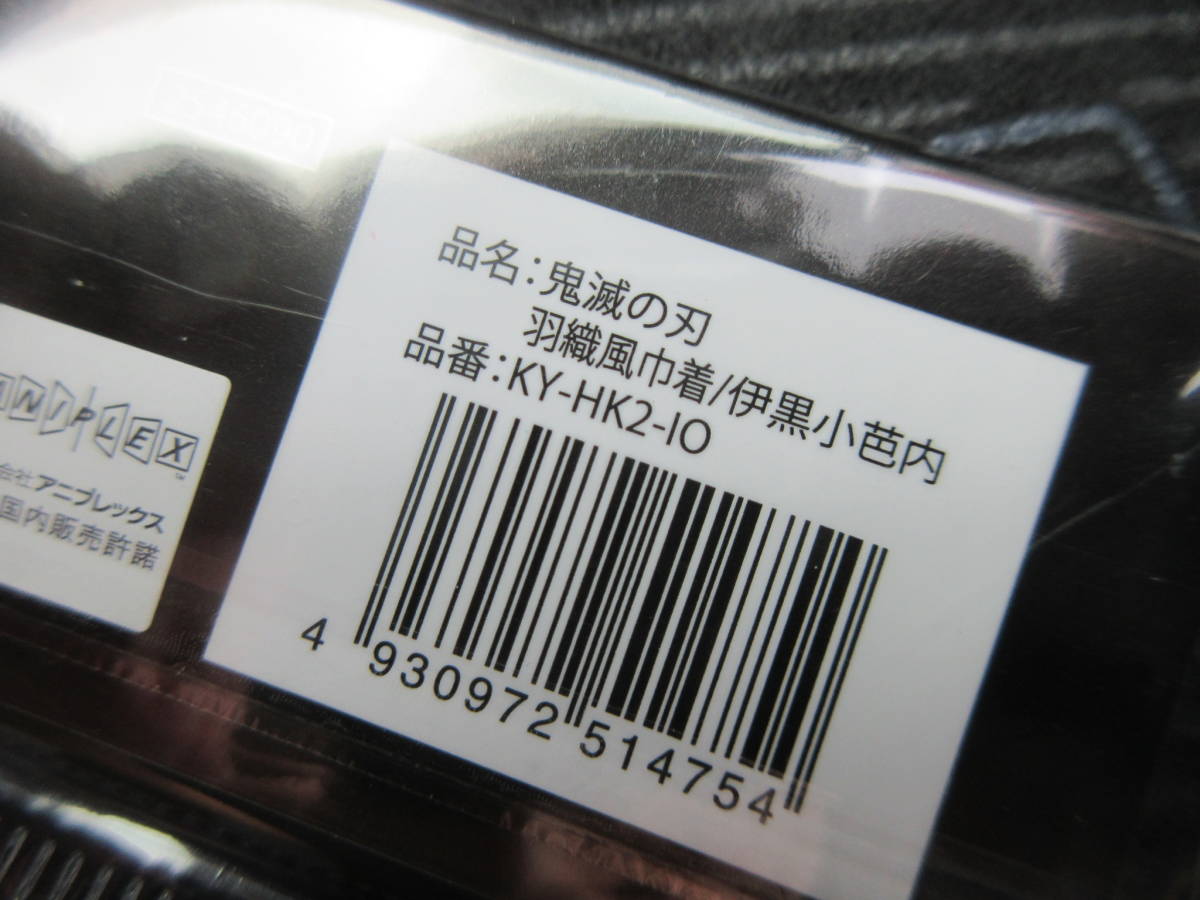 品名：鬼滅の刃
羽織風巾着/伊黒小芭内
品番：KY-HK2-IO
4 930972 514754
NIPLEX
会社アニプレックス
国内販売許諾